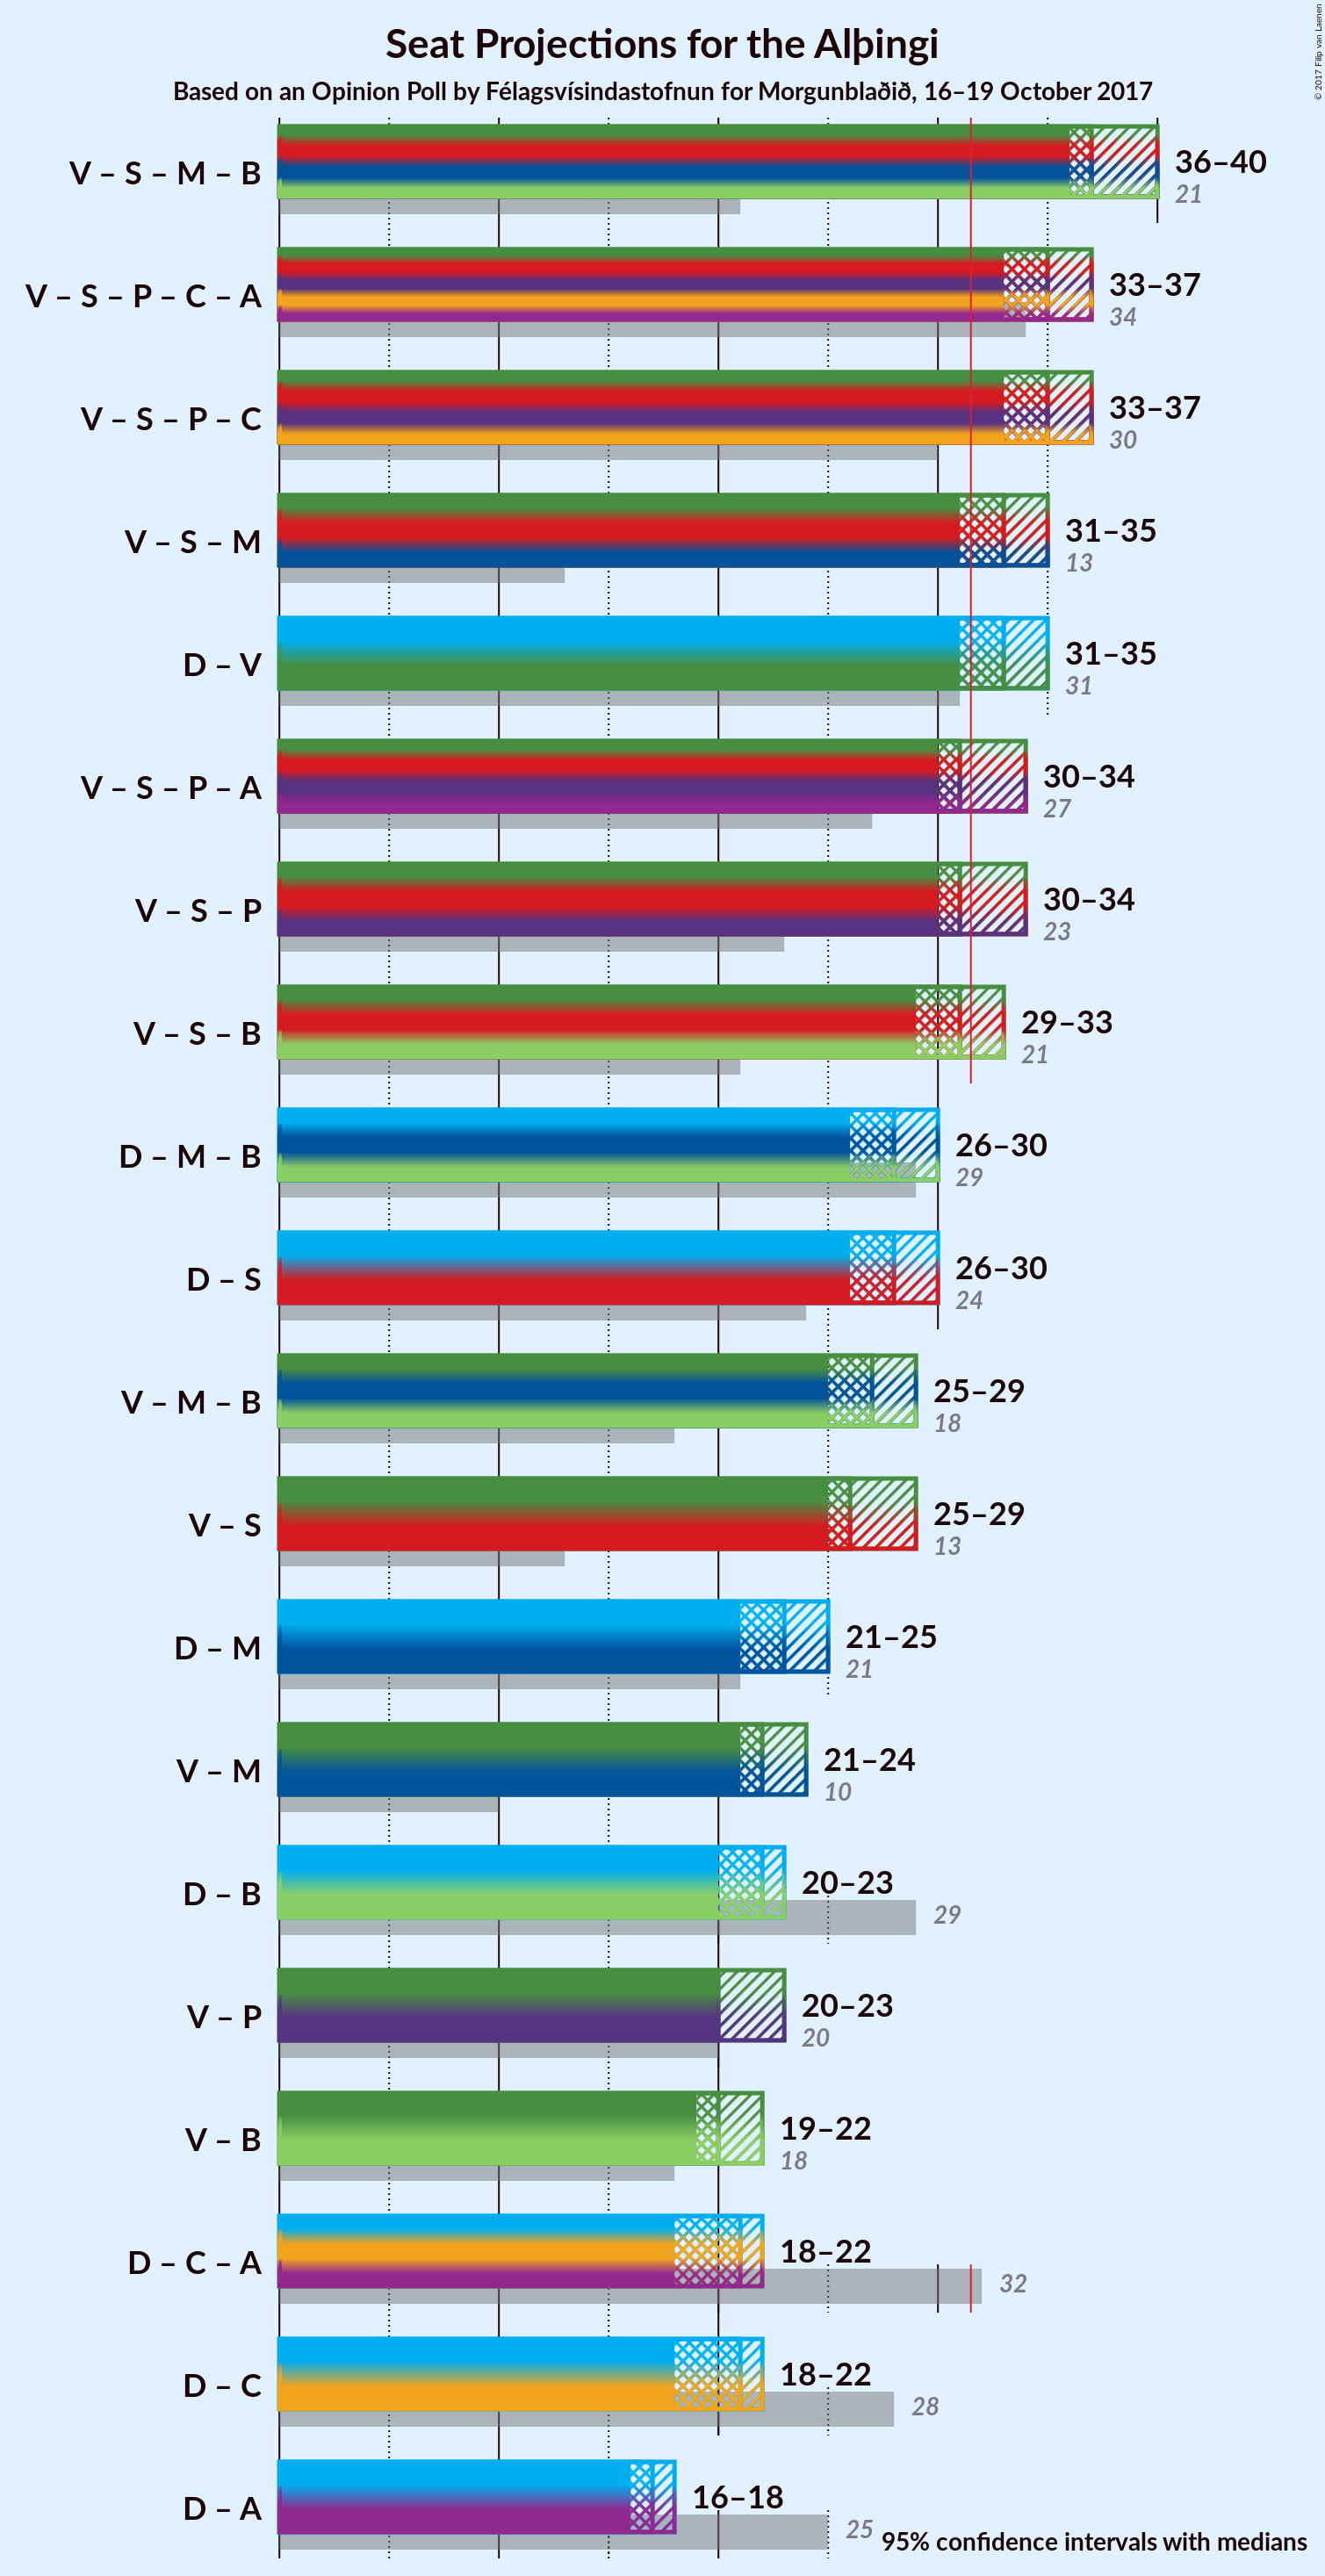 Seat Projections for the Alþingi
Based on an Opinion Poll by Félagsvísindastofnun for Morgunblaðið, 16–19 October 2017
© 2017 Filip van Laenen
V – S – M – B
36–40
21
V – S – P – C – A
33–37
34
V – S – P – C
33–37
30
V – S – M
31–35
13
D – V
31–35
31
V – S – P – A
30–34
27
V – S – P
30–34
23
V – S – B
29–33
21
D – M – B
26–30
29
D – S
26–30
24
V – M – B
25–29
18
V – S
25–29
13
D – M
21–25
21
V – M
21–24
10
D – B
20–23
29
V – P
20–23
20
V – B
19–22
18
D – C – A
18–22
32
D – C
18–22
28
D – A
16–18
25
95% confidence intervals with medians